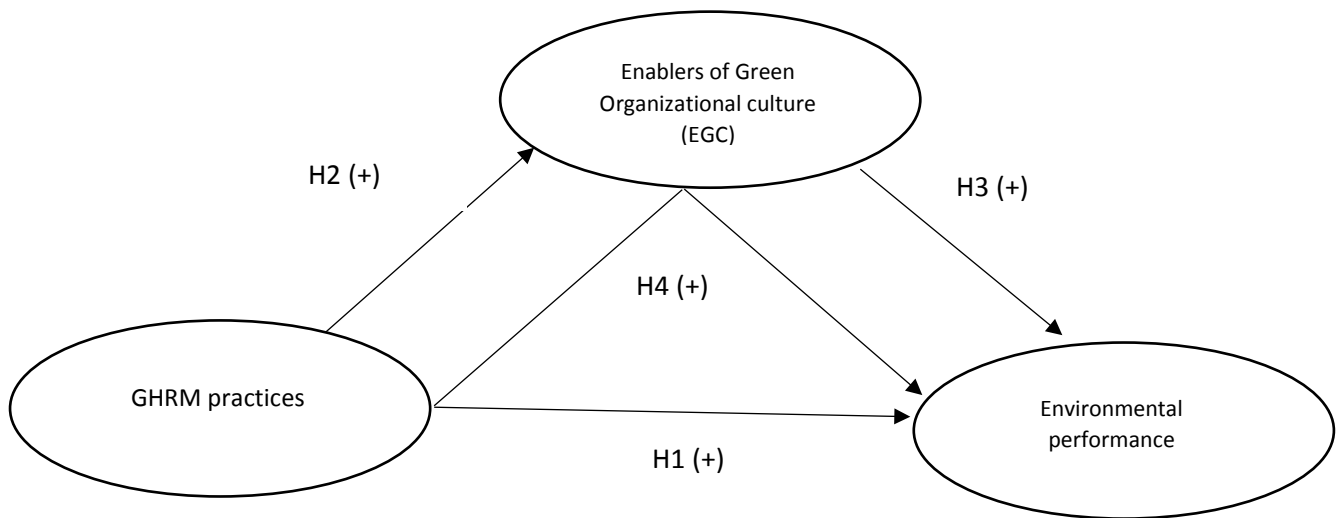 Enablers of Green
Organizational culture
(EGC)
H2 (+)
H3 (+)
H4 (+)
GHRM practices
Environmental
performance
H1 (+)